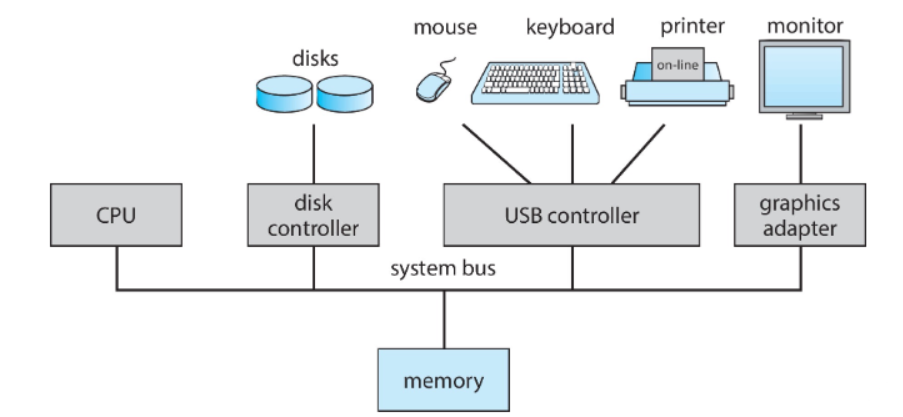 mouse
keyboard
printer
monitor
disks
on-line
CPU
disk
controller
USB controller
graphics
adapter
system bus
memory